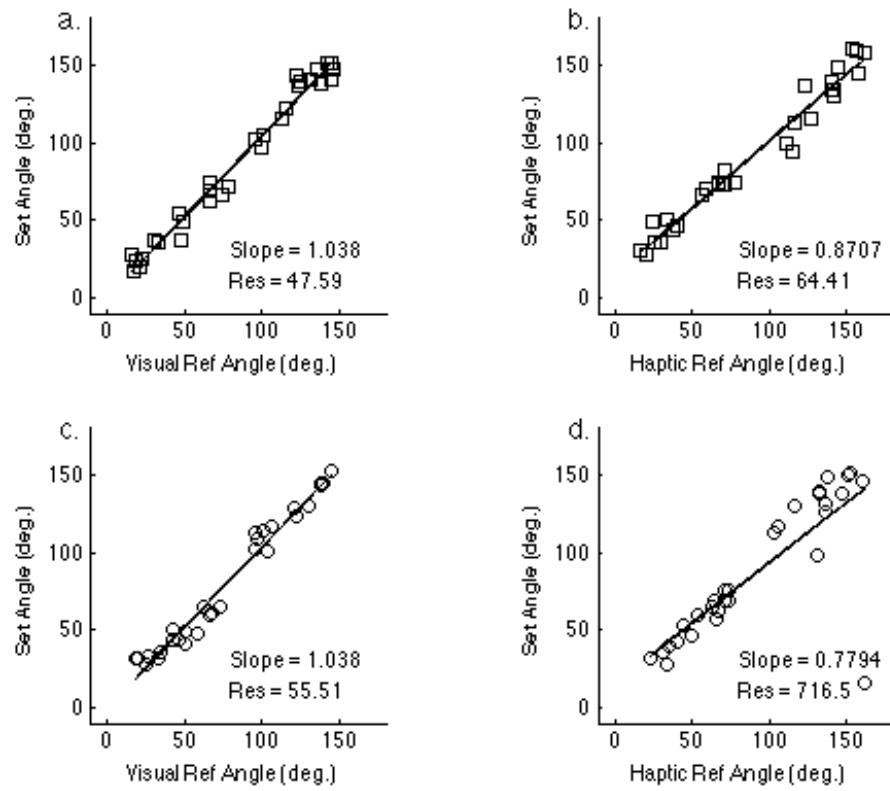 a.
150
100
50
0
Set Angle (deg.)
Slope = 1.038
Res = 47.59
0 50 100 150
Visual Ref Angle (deg.)
b.
150
100
50
0
Set Angle (deg.)
Slope = 0.8707
Res = 64.41
0 50 100 150
Haptic Ref Angle (deg.)
c.
150
100
50
0
Set Angle (deg.)
Slope = 1.038
Res = 55.51
0 50 100 150
Visual Ref Angle (deg.)
d.
150
100
50
0
Set Angle (deg.)
Slope = 0.7794
Res = 716.5
0 50 100 150
Haptic Ref Angle (deg.)